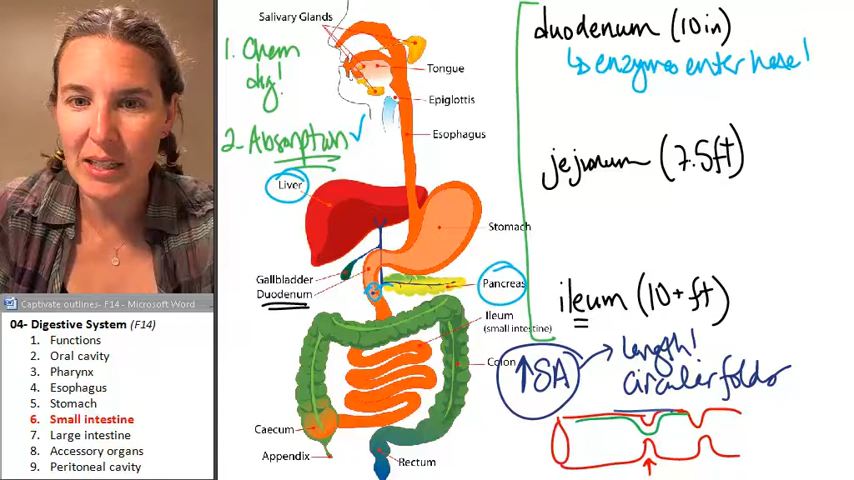 Salivary Glands
Tongue
Epiglottis
Esophagus
Liver
Stomach
Gallbladder
Duodenum
Pancreas
Ileum
(small intestine)
Colon
Caecum
Appendix
Rectum
1. Chem
dig!
2. Absorption ✓
duodenum (10 in)
↳ enzymes enter here!
jejunum (7.5ft)
ileum (10+ ft)
↑SA
length!
circular folds
Captivate outlines- F14 - Microsoft Word
04- Digestive System (F14)
1. Functions
2. Oral cavity
3. Pharynx
4. Esophagus
5. Stomach
6. Small intestine
7. Large intestine
8. Accessory organs
9. Peritoneal cavity